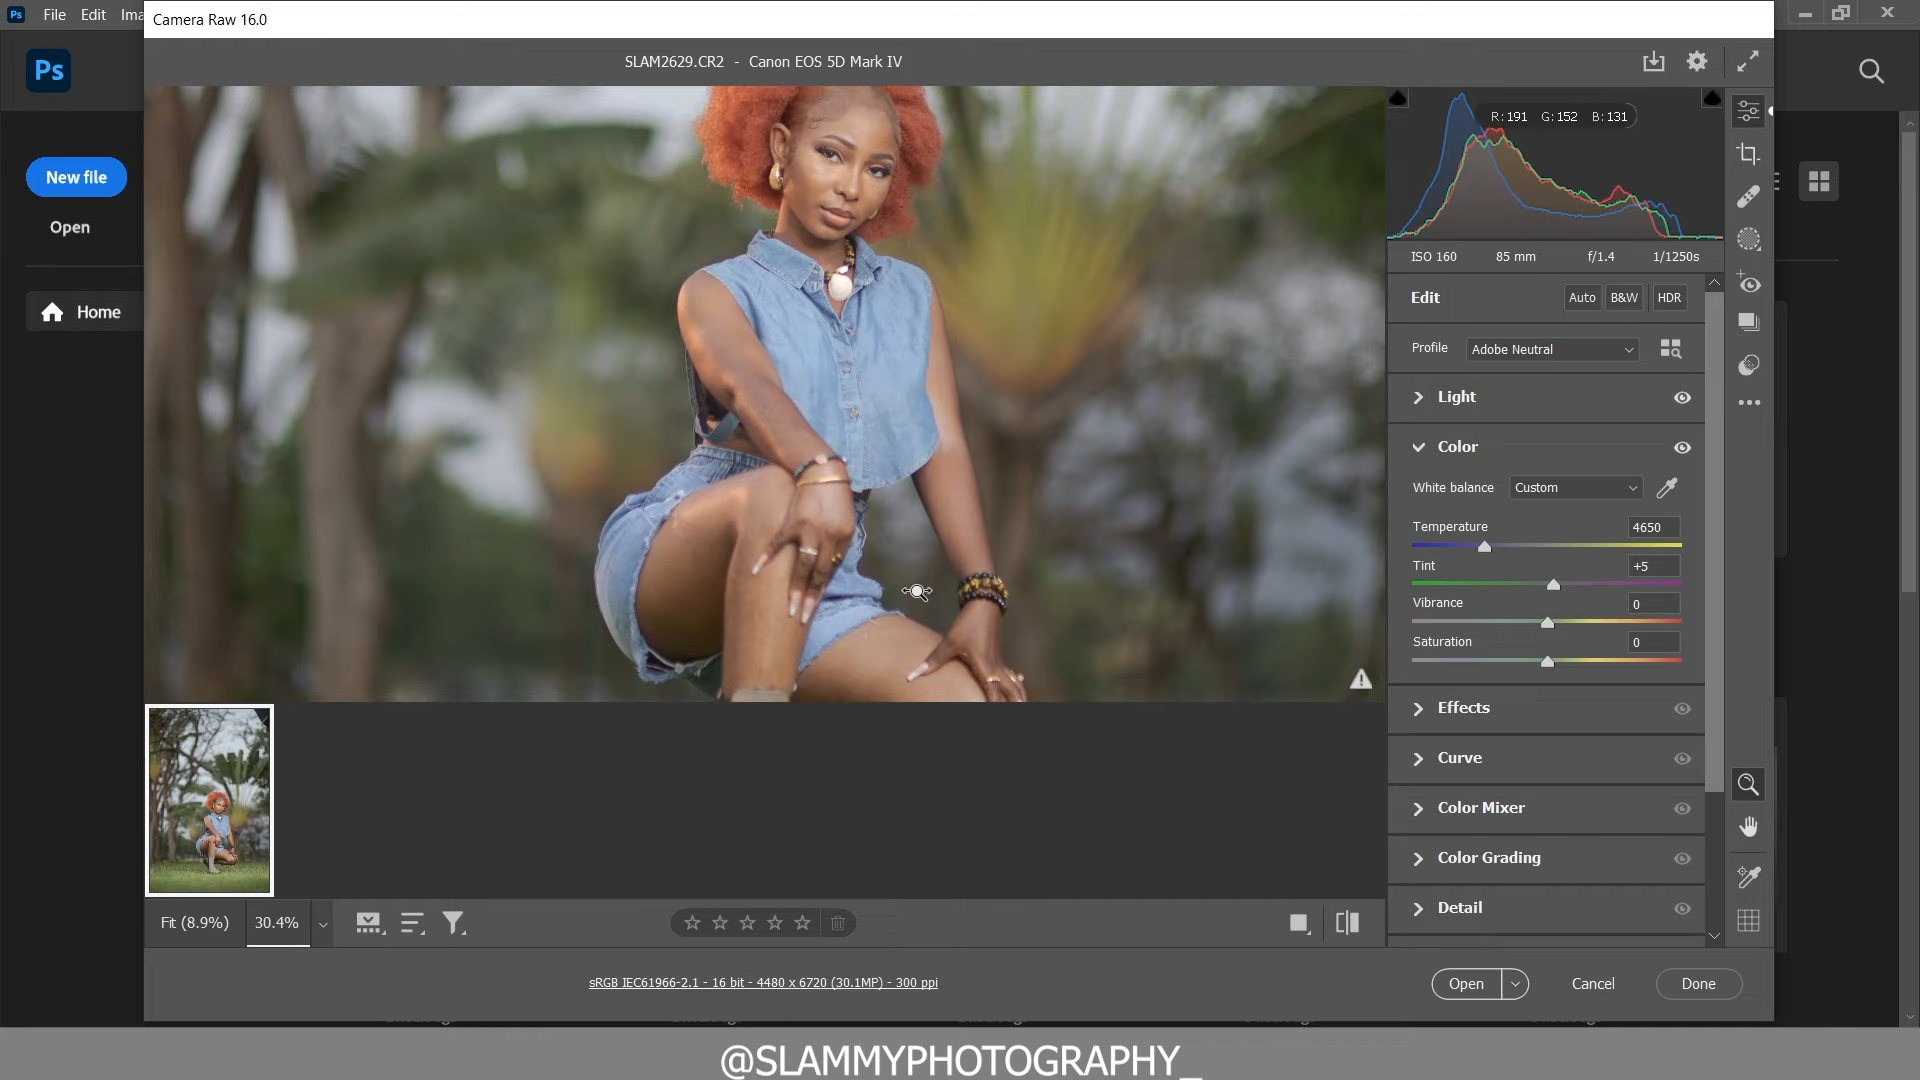 Ps File Edit Ima
Camera Raw 16.0
SLAM2629.CR2 - Canon EOS 5D Mark IV
Ps
New file
Open
Home
R:191 G:152 B:131
ISO 160 85 mm f/1.4 1/1250s
Edit Auto B&W HDR
Profile Adobe Neutral
Light
Color
White balance Custom
Temperature 4650
Tint +5
Vibrance 0
Saturation 0
Effects
Curve
Color Mixer
Color Grading
Detail
Fit (8.9%) 30.4%
sRGB IEC61966-2.1 - 16 bit - 4480 x 6720 (30.1MP) - 300 ppi
Open Cancel Done
@SLAMMYPHOTOGRAPHY_